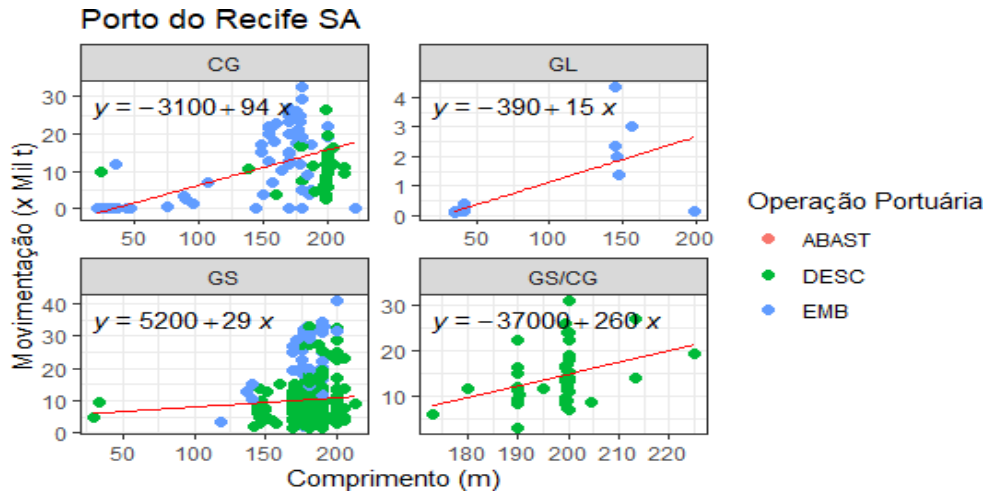 Porto do Recife SA
CG
GL
y = −3100 + 94 x
y = −390 + 15 x
30
20
10
0
4
3
2
1
0
50 100 150 200
50 100 150 200
GS
GS/CG
y = 5200 + 29 x
y = −37000 + 260 x
40
30
20
10
0
30
20
10
50 100 150 200
180 190 200 210 220
Movimentação (x Mil t)
Comprimento (m)
Operação Portuária
ABAST
DESC
EMB